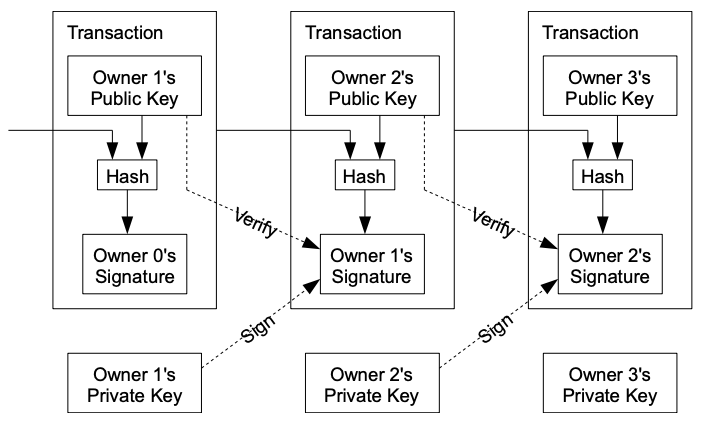 Transaction
Owner 1's
Public Key
Hash
Owner 0's
Signature
Transaction
Owner 2's
Public Key
Hash
Verify
Owner 1's
Signature
Transaction
Owner 3's
Public Key
Hash
Verify
Owner 2's
Signature
Sign
Sign
Owner 1's
Private Key
Owner 2's
Private Key
Owner 3's
Private Key